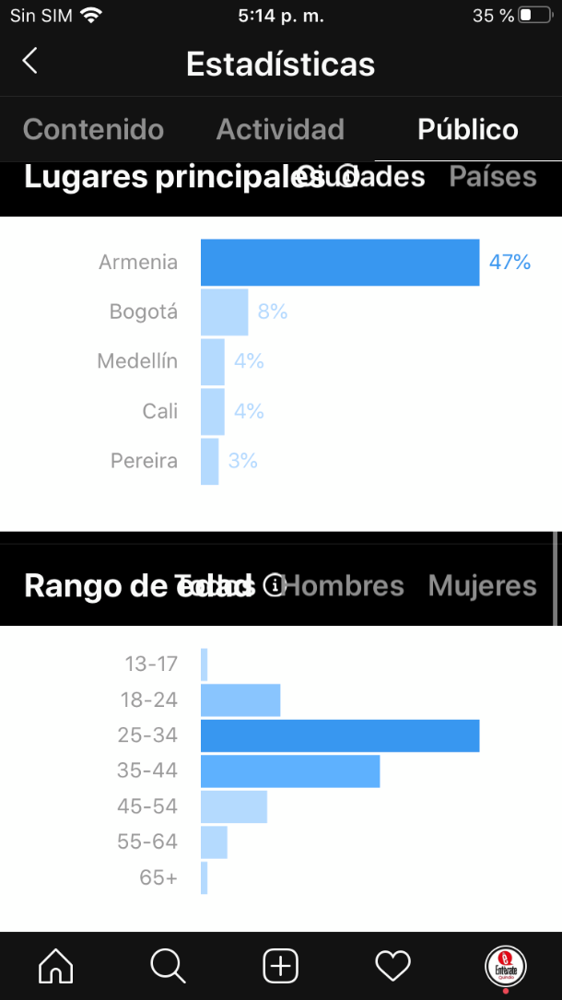 Sin SIM 5:14 p. m. 35 %
Estadísticas
Contenido Actividad Público
Lugares principales Ciudades Países
Armenia 47%
Bogotá 8%
Medellín 4%
Cali 4%
Pereira 3%
Rango de edad Todos Hombres Mujeres
13-17
18-24
25-34
35-44
45-54
55-64
65+
Entérate